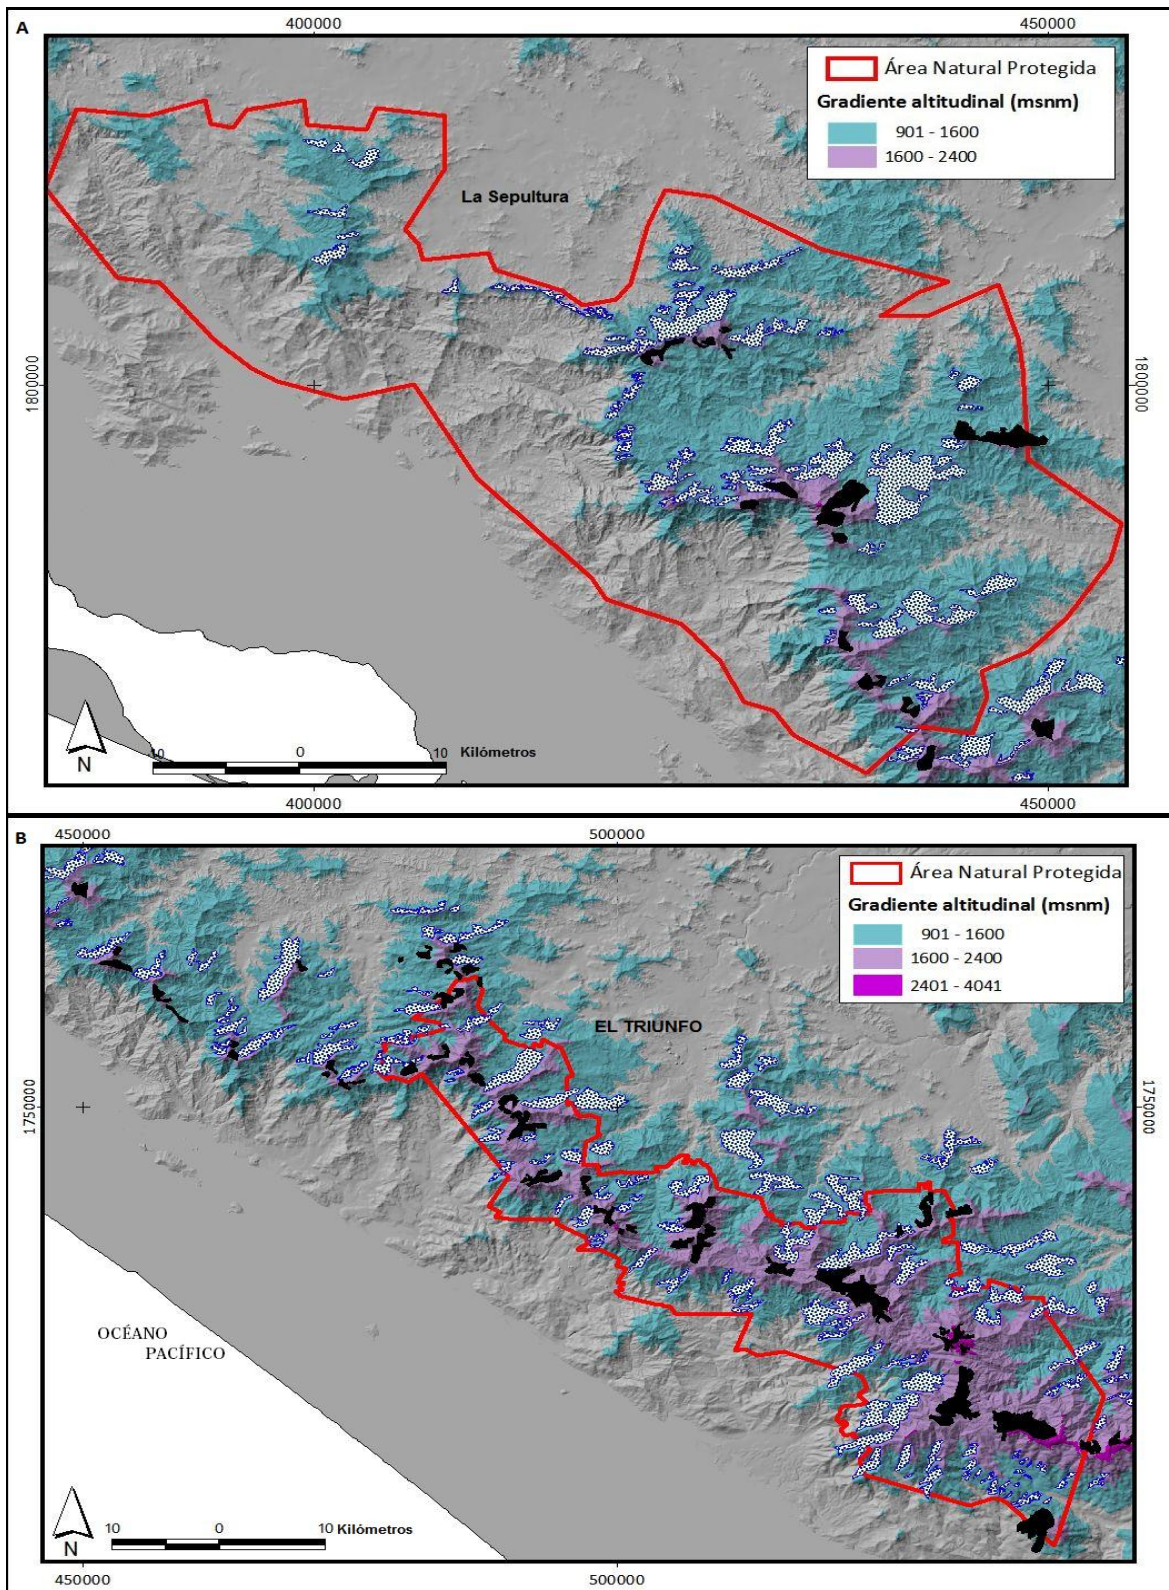 A
400000
450000
Área Natural Protegida
Gradiente altitudinal (msnm)
901 - 1600
1600 - 2400
La Sepultura
1800000
1800000
10
0
10
Kilómetros
N
400000
450000
B
450000
500000
Área Natural Protegida
Gradiente altitudinal (msnm)
901 - 1600
1600 - 2400
2401 - 4041
EL TRIUNFO
1750000
1750000
OCÉANO
PACÍFICO
10
0
10
Kilómetros
N
450000
500000